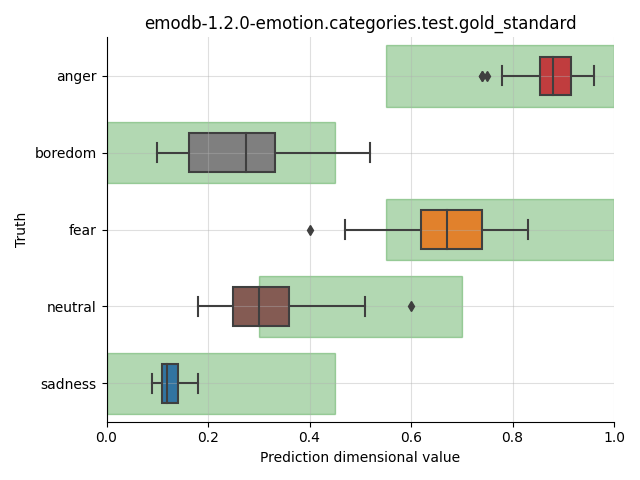 emodb-1.2.0-emotion.categories.test.gold_standard
Truth
anger
boredom
fear
neutral
sadness
0.0 0.2 0.4 0.6 0.8 1.0
Prediction dimensional value